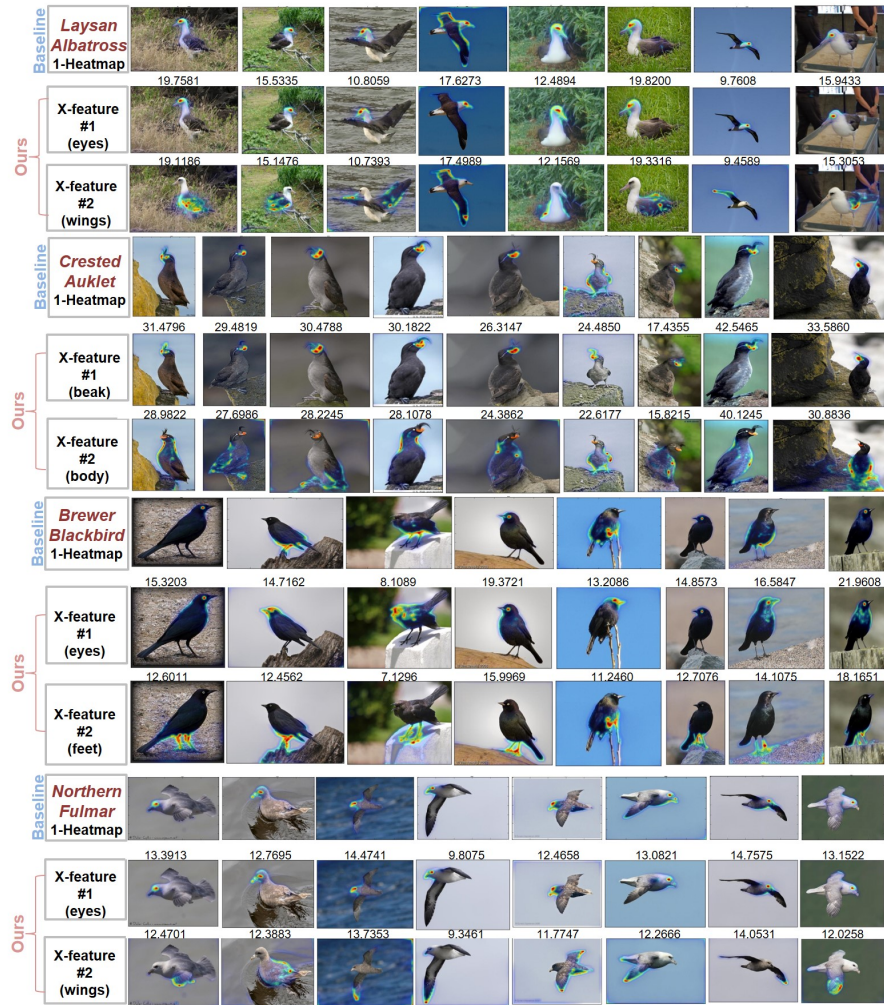 Baseline
Laysan
Albatross
1-Heatmap
19.7581 15.5335 10.8059 17.6273 12.4894 19.8200 9.7608 15.9433
Ours
X-feature
#1
(eyes)
19.1186 15.1476 10.7393 17.4989 12.1569 19.3316 9.4589 15.3053
X-feature
#2
(wings)
Baseline
Crested
Auklet
1-Heatmap
31.4796 29.4819 30.4788 30.1822 26.3147 24.4850 17.4355 42.5465 33.5860
Ours
X-feature
#1
(beak)
28.9822 27.6986 28.2245 28.1078 24.3862 22.6177 15.8215 40.1245 30.8836
X-feature
#2
(body)
Baseline
Brewer
Blackbird
1-Heatmap
15.3203 14.7162 8.1089 19.3721 13.2086 14.8573 16.5847 21.9608
Ours
X-feature
#1
(eyes)
12.6011 12.4562 7.1296 15.9969 11.2460 12.7076 14.1075 18.1651
X-feature
#2
(feet)
Baseline
Northern
Fulmar
1-Heatmap
13.3913 12.7695 14.4741 9.8075 12.4658 13.0821 14.7575 13.1522
Ours
X-feature
#1
(eyes)
12.4701 12.3883 13.7353 9.3461 11.7747 12.2666 14.0531 12.0258
X-feature
#2
(wings)